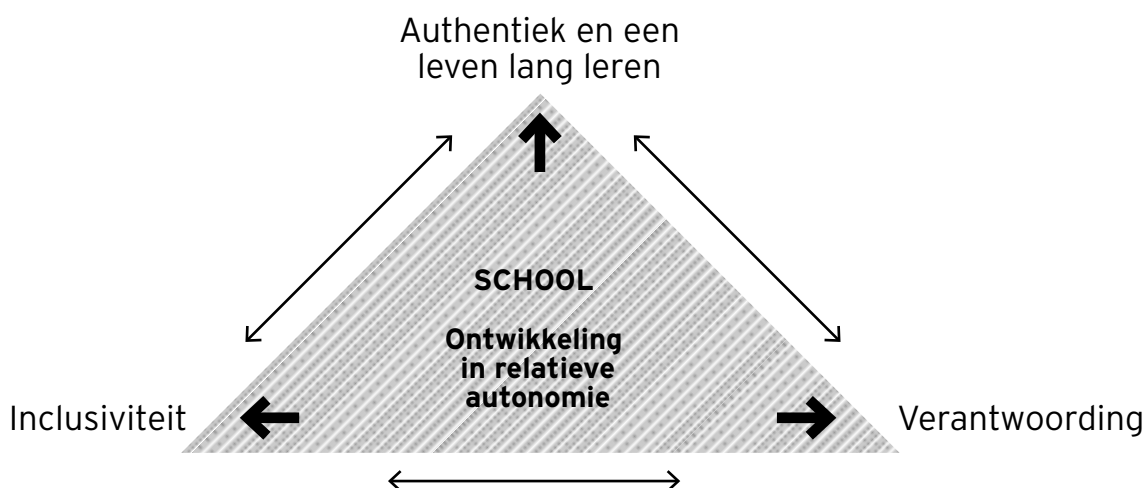 Authentiek en een
leven lang leren
SCHOOL
Ontwikkeling
in relatieve
autonomie
Inclusiviteit
Verantwoording